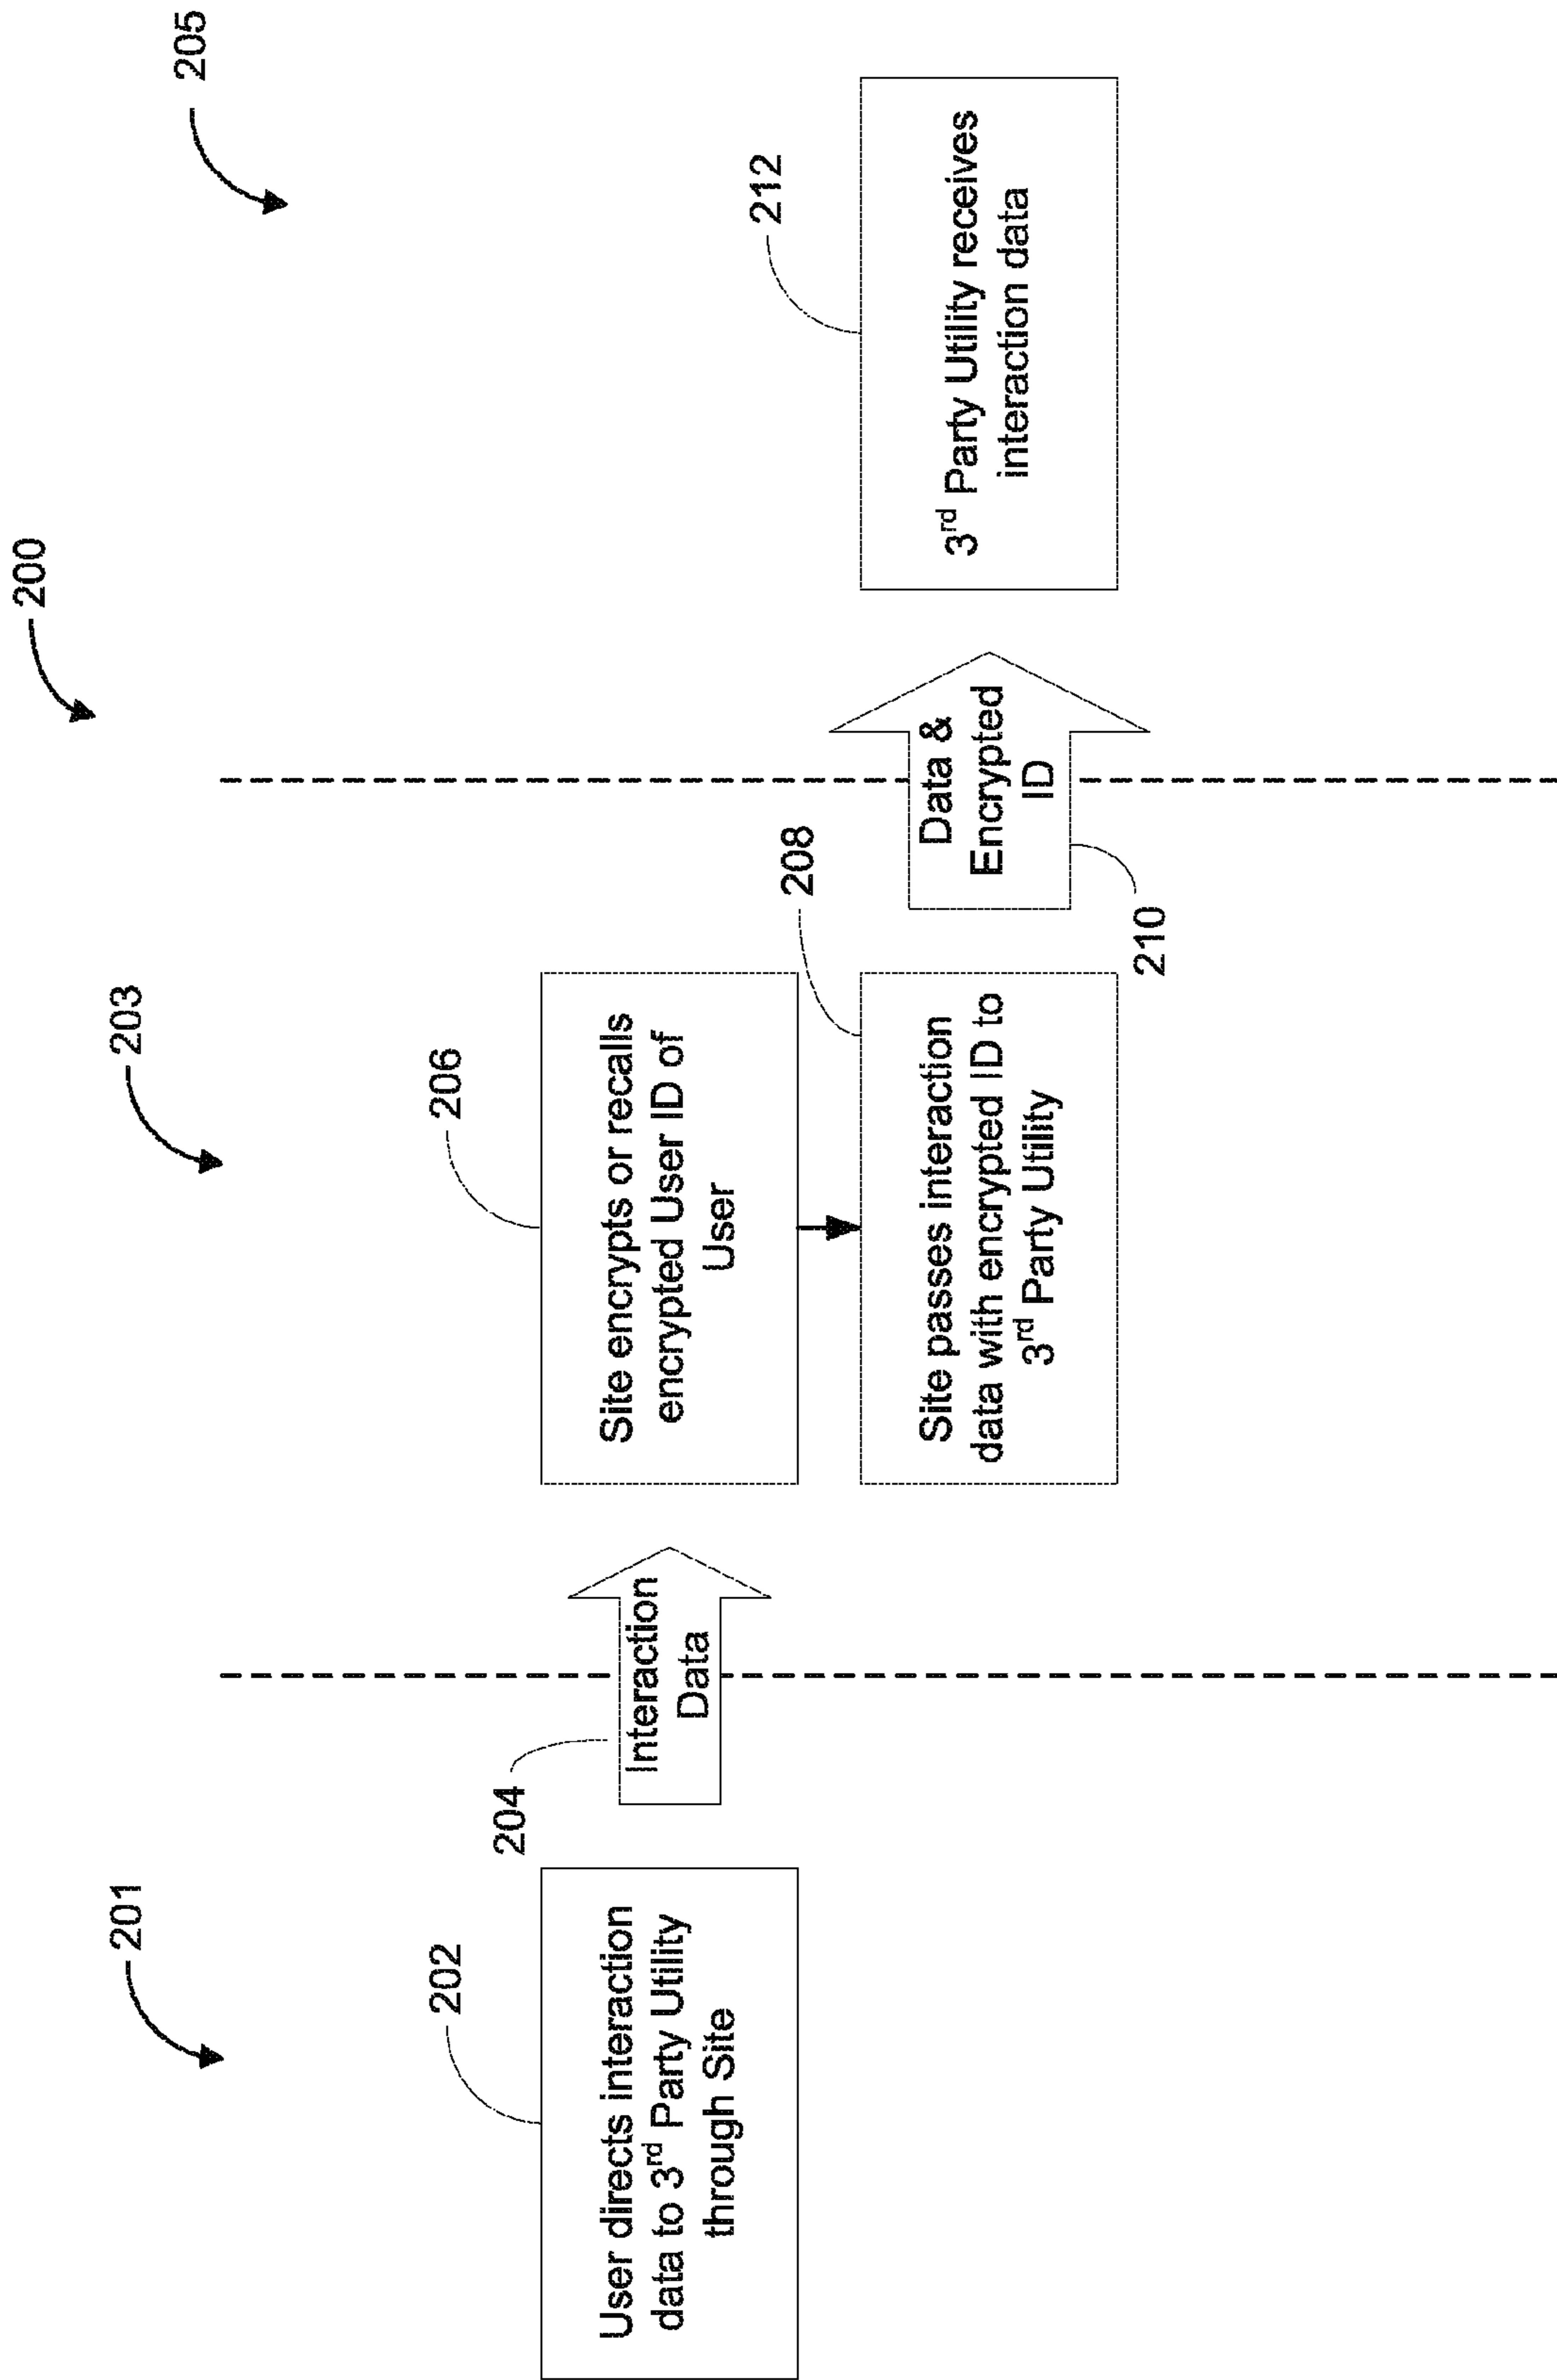 200
201
203
205
202
User directs interaction
data to 3rd Party Utility
through Site
204
Interaction
Data
206
Site encrypts or recalls
encrypted User ID of
User
208
Site passes interaction
data with encrypted ID to
3rd Party Utility
210
Data &
Encrypted
ID
212
3rd Party Utility receives
interaction data